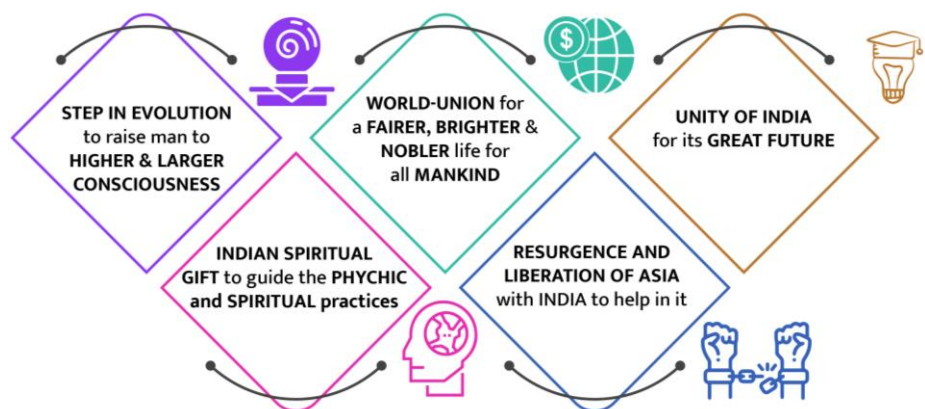 STEP IN EVOLUTION
to raise man to
HIGHER & LARGER
CONSCIOUSNESS
WORLD-UNION for
a FAIRER, BRIGHTER &
NOBLER life for
all MANKIND
$
UNITY OF INDIA
for its GREAT FUTURE
INDIAN SPIRITUAL
GIFT to guide the PHYCHIC
and SPIRITUAL practices
RESURGENCE AND
LIBERATION OF ASIA
with INDIA to help in it